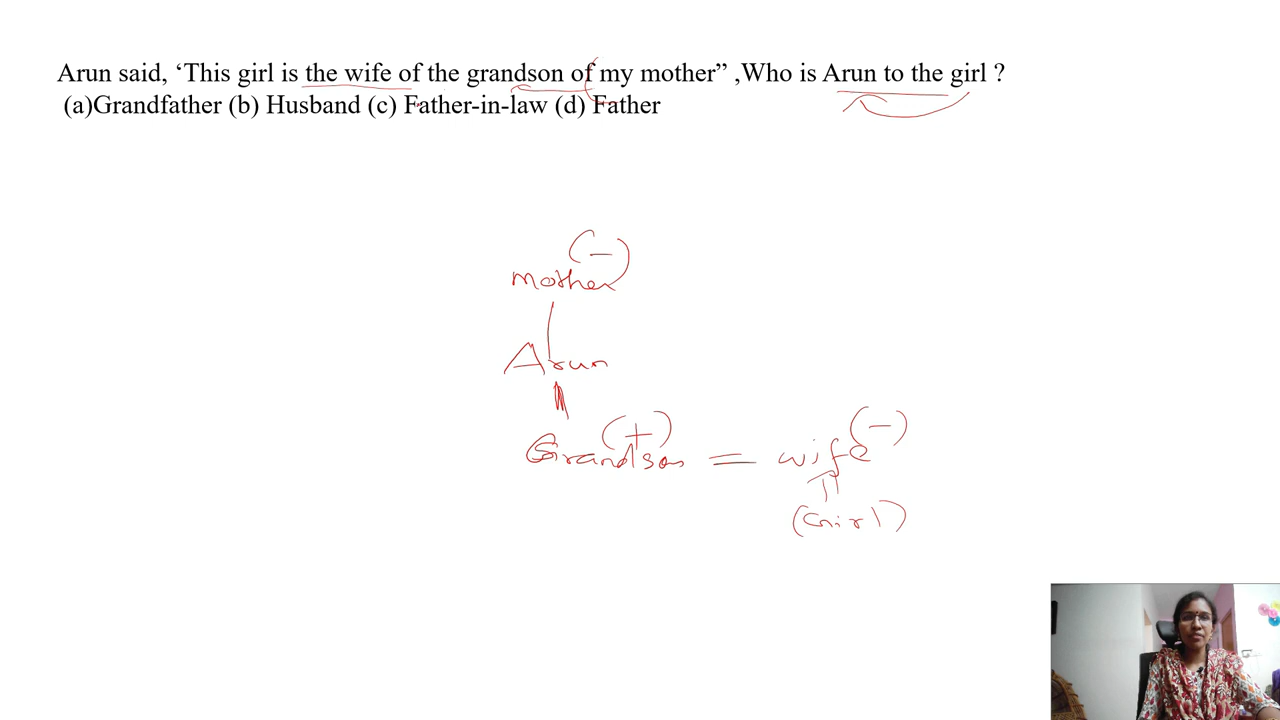 Arun said, ‘This girl is the wife of the grandson of my mother” ,Who is Arun to the girl ?
(a)Grandfather (b) Husband (c) Father-in-law (d) Father
(-)
mother
Arun
(+)
Grandson = wife (-)
(Girl)